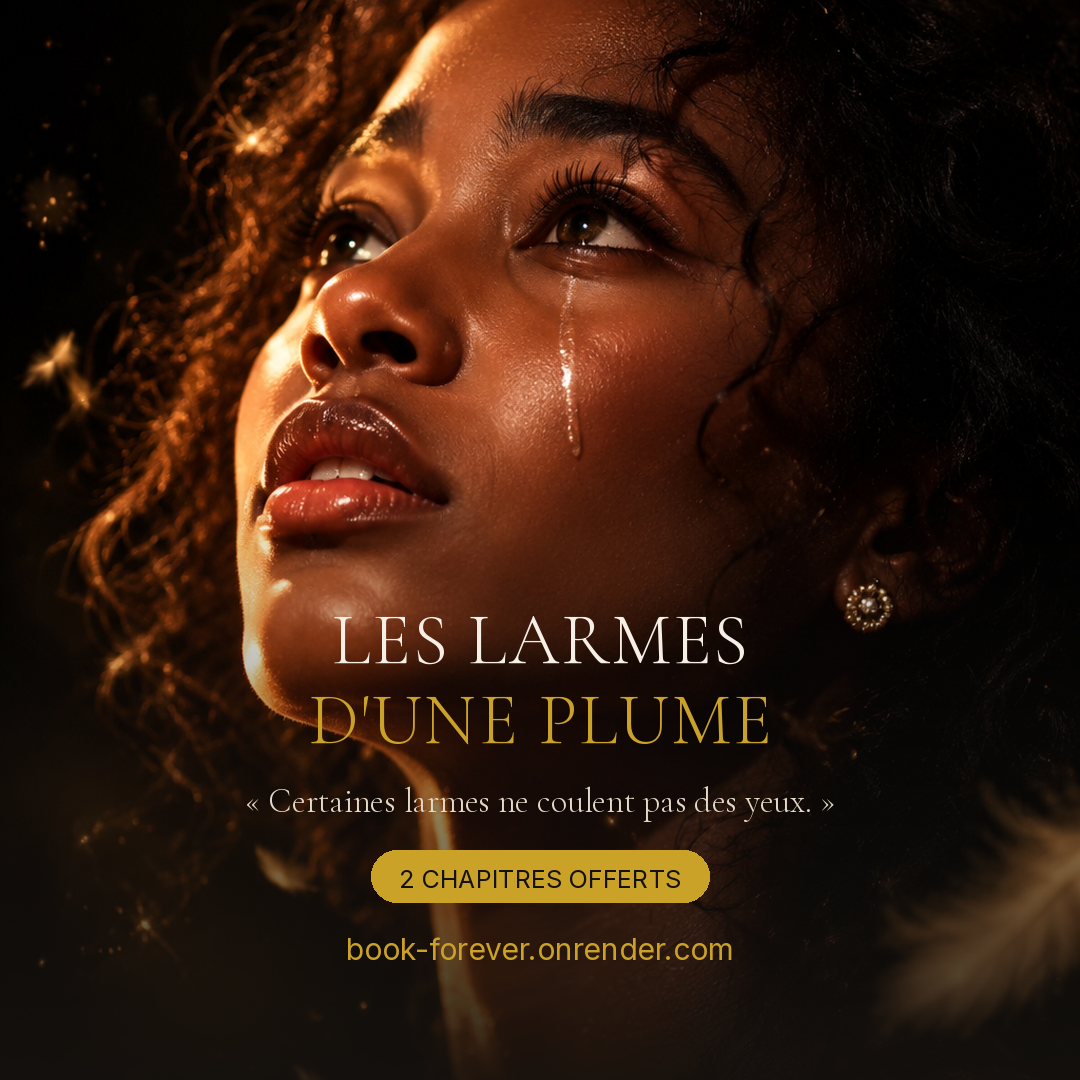 LES LARMES
D'UNE PLUME
« Certaines larmes ne coulent pas des yeux. »
2 CHAPITRES OFFERTS
book-forever.onrender.com